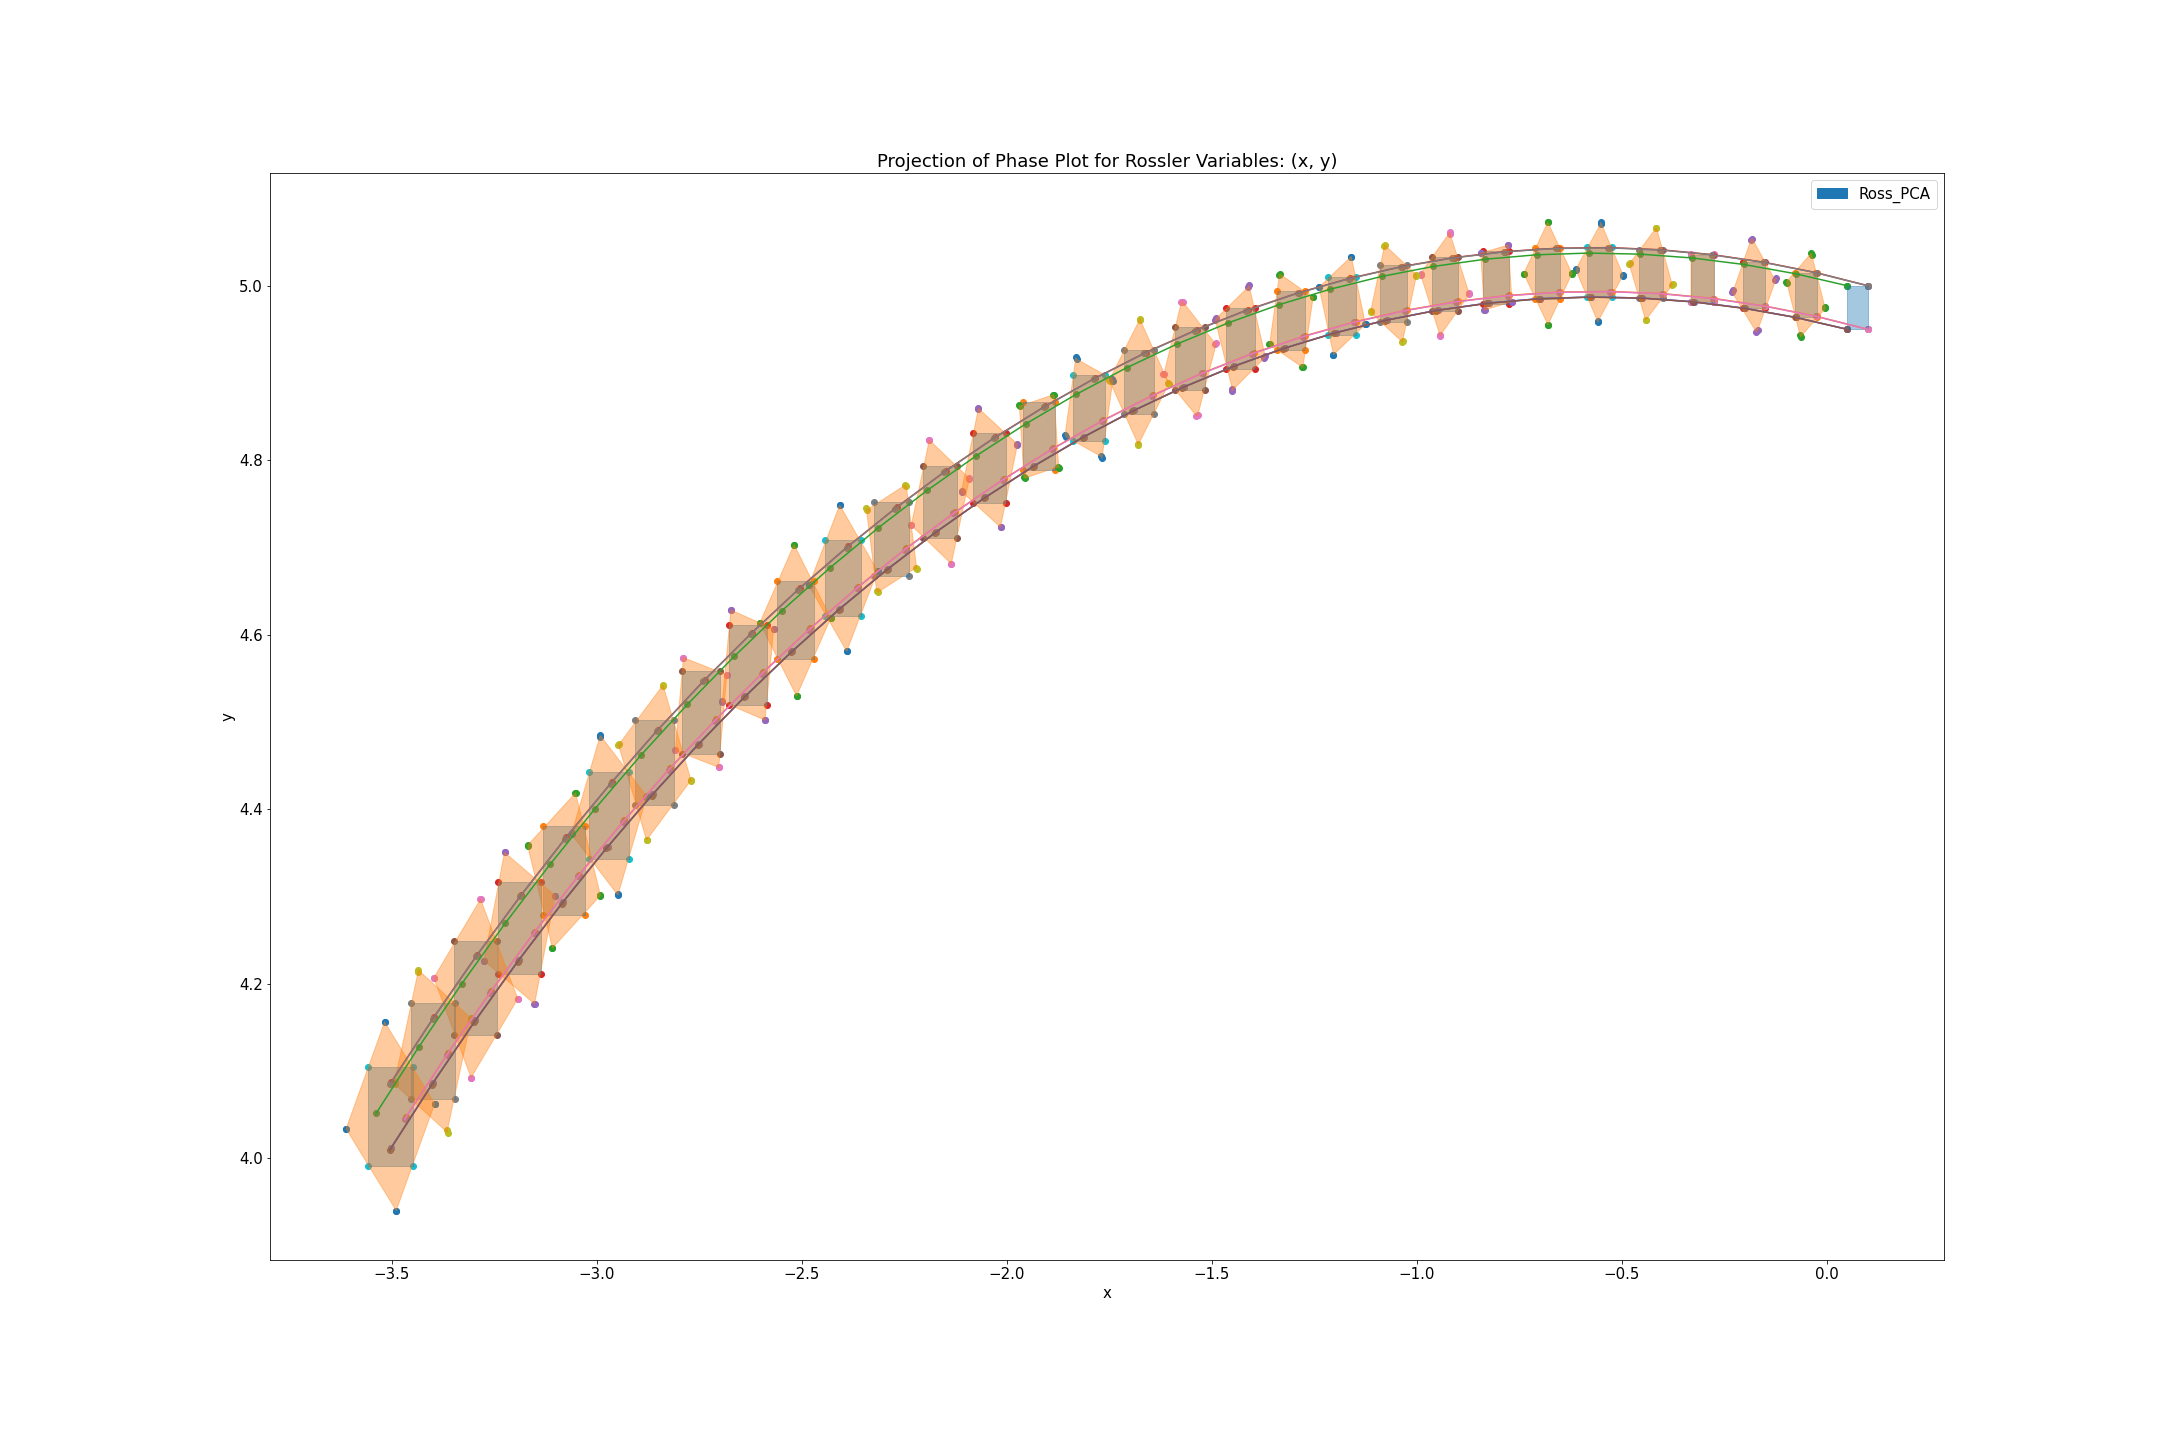 Projection of Phase Plot for Rossler Variables: (x, y)
Ross_PCA
5.0
4.8
4.6
4.4
4.2
4.0
y
−3.5 −3.0 −2.5 −2.0 −1.5 −1.0 −0.5 0.0
x